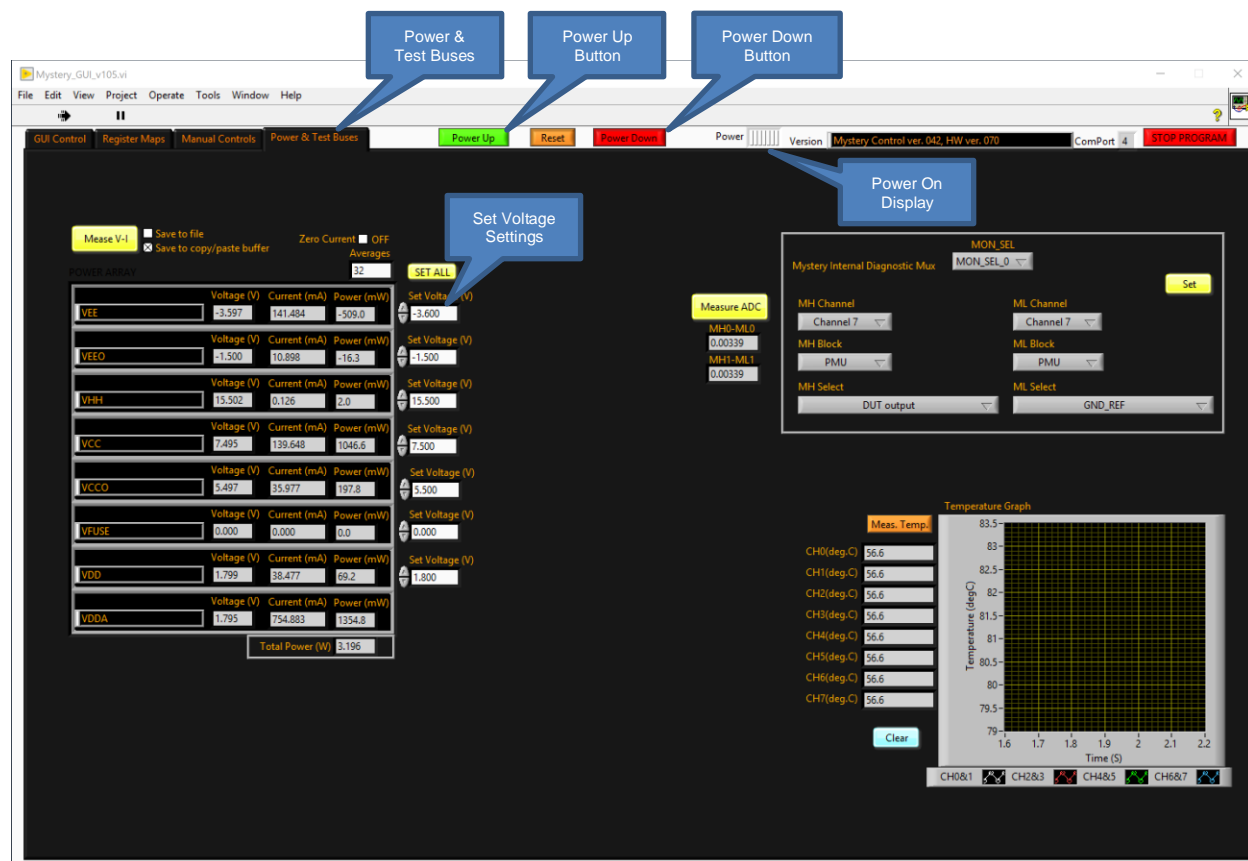 Power &
Test Buses
Power Up
Button
Power Down
Button
Mystery_GUI_v105.vi
File Edit View Project Operate Tools Window Help
GUI Control Register Maps Manual Controls Power & Test Buses Power Up Reset Power Down Power Version Mystery Control ver. 042, HW ver. 070 ComPort 4 STOP PROGRAM
Power On
Display
Set Voltage
Settings
Mease V-I Save to file
Save to copy/paste buffer
Zero Current OFF
Averages
32
POWER ARRAY
SET ALL
Voltage (V) Current (mA) Power (mW) Set Voltage (V)
VEE -3.597 141.484 -509.0 -3.600
Voltage (V) Current (mA) Power (mW) Set Voltage (V)
VEEO -1.500 10.898 -16.3 -1.500
Voltage (V) Current (mA) Power (mW) Set Voltage (V)
VHH 15.502 0.126 2.0 15.500
Voltage (V) Current (mA) Power (mW) Set Voltage (V)
VCC 7.495 139.648 1046.6 7.500
Voltage (V) Current (mA) Power (mW) Set Voltage (V)
VCCO 5.497 35.977 197.8 5.500
Voltage (V) Current (mA) Power (mW) Set Voltage (V)
VFUSE 0.000 0.000 0.0 0.000
Voltage (V) Current (mA) Power (mW) Set Voltage (V)
VDD 1.799 38.477 69.2 1.800
Voltage (V) Current (mA) Power (mW)
VDDA 1.795 754.883 1354.8
Total Power (W) 3.196
Measure ADC
MH0-ML0
0.00339
MH1-ML1
0.00339
MON_SEL
Mystery Internal Diagnostic Mux MON_SEL_0
Set
MH Channel ML Channel
Channel 7 Channel 7
MH Block ML Block
PMU PMU
MH Select ML Select
DUT output GND_REF
Meas. Temp.
CH0(deg.C) 56.6
CH1(deg.C) 56.6
CH2(deg.C) 56.6
CH3(deg.C) 56.6
CH4(deg.C) 56.6
CH5(deg.C) 56.6
CH6(deg.C) 56.6
CH7(deg.C) 56.6
Clear
Temperature Graph
Temperature (degC)
83.5
83
82.5
82
81.5
81
80.5
80
79.5
79
1.6 1.7 1.8 1.9 2 2.1 2.2
Time (S)
CH0&1 CH2&3 CH4&5 CH6&7